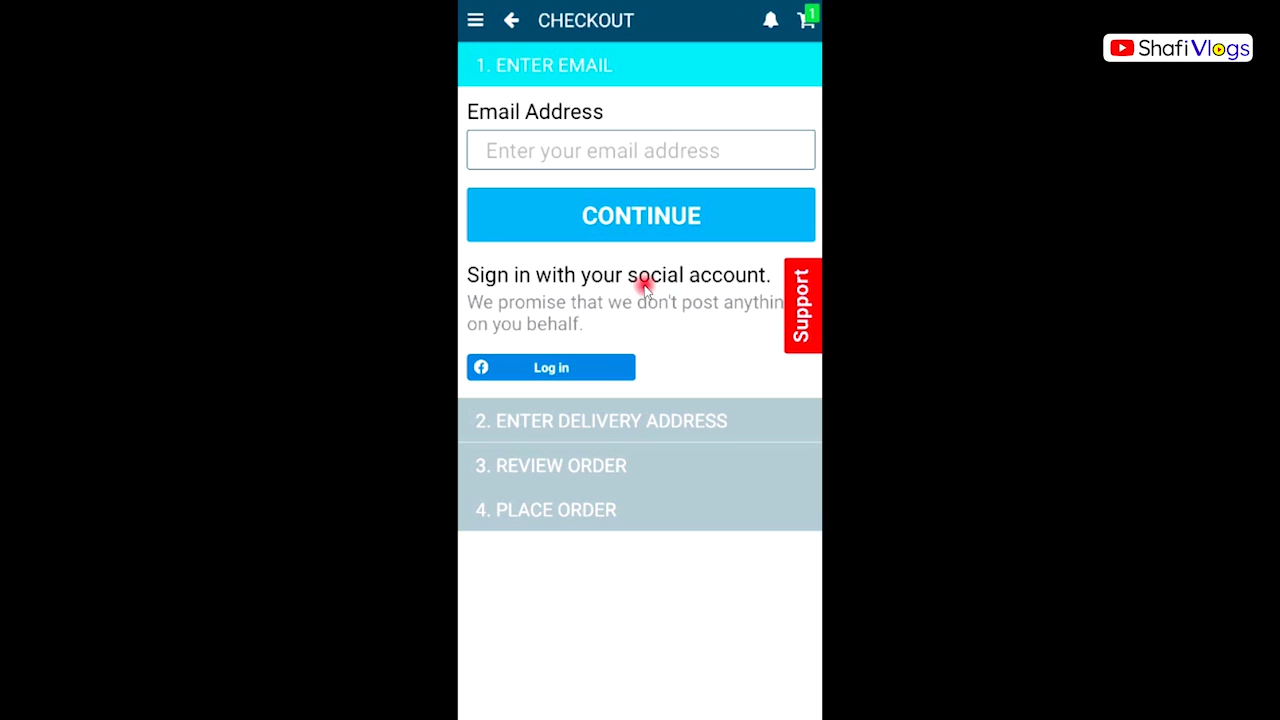 CHECKOUT
1
Shafi Vlogs
1. ENTER EMAIL
Email Address
Enter your email address
CONTINUE
Sign in with your social account.
We promise that we don't post anythin
on you behalf.
Support
Log in
2. ENTER DELIVERY ADDRESS
3. REVIEW ORDER
4. PLACE ORDER